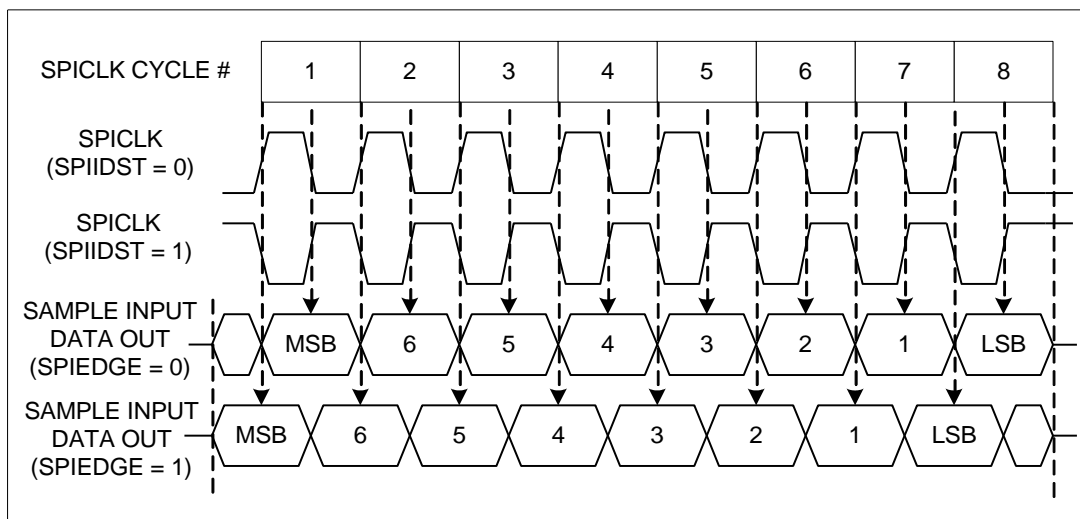 SPICLK CYCLE # 1 2 3 4 5 6 7 8
SPICLK
(SPIIDST = 0)
SPICLK
(SPIIDST = 1)
SAMPLE INPUT
DATA OUT
(SPIEDGE = 0)
MSB 6 5 4 3 2 1 LSB
SAMPLE INPUT
DATA OUT
(SPIEDGE = 1)
MSB 6 5 4 3 2 1 LSB